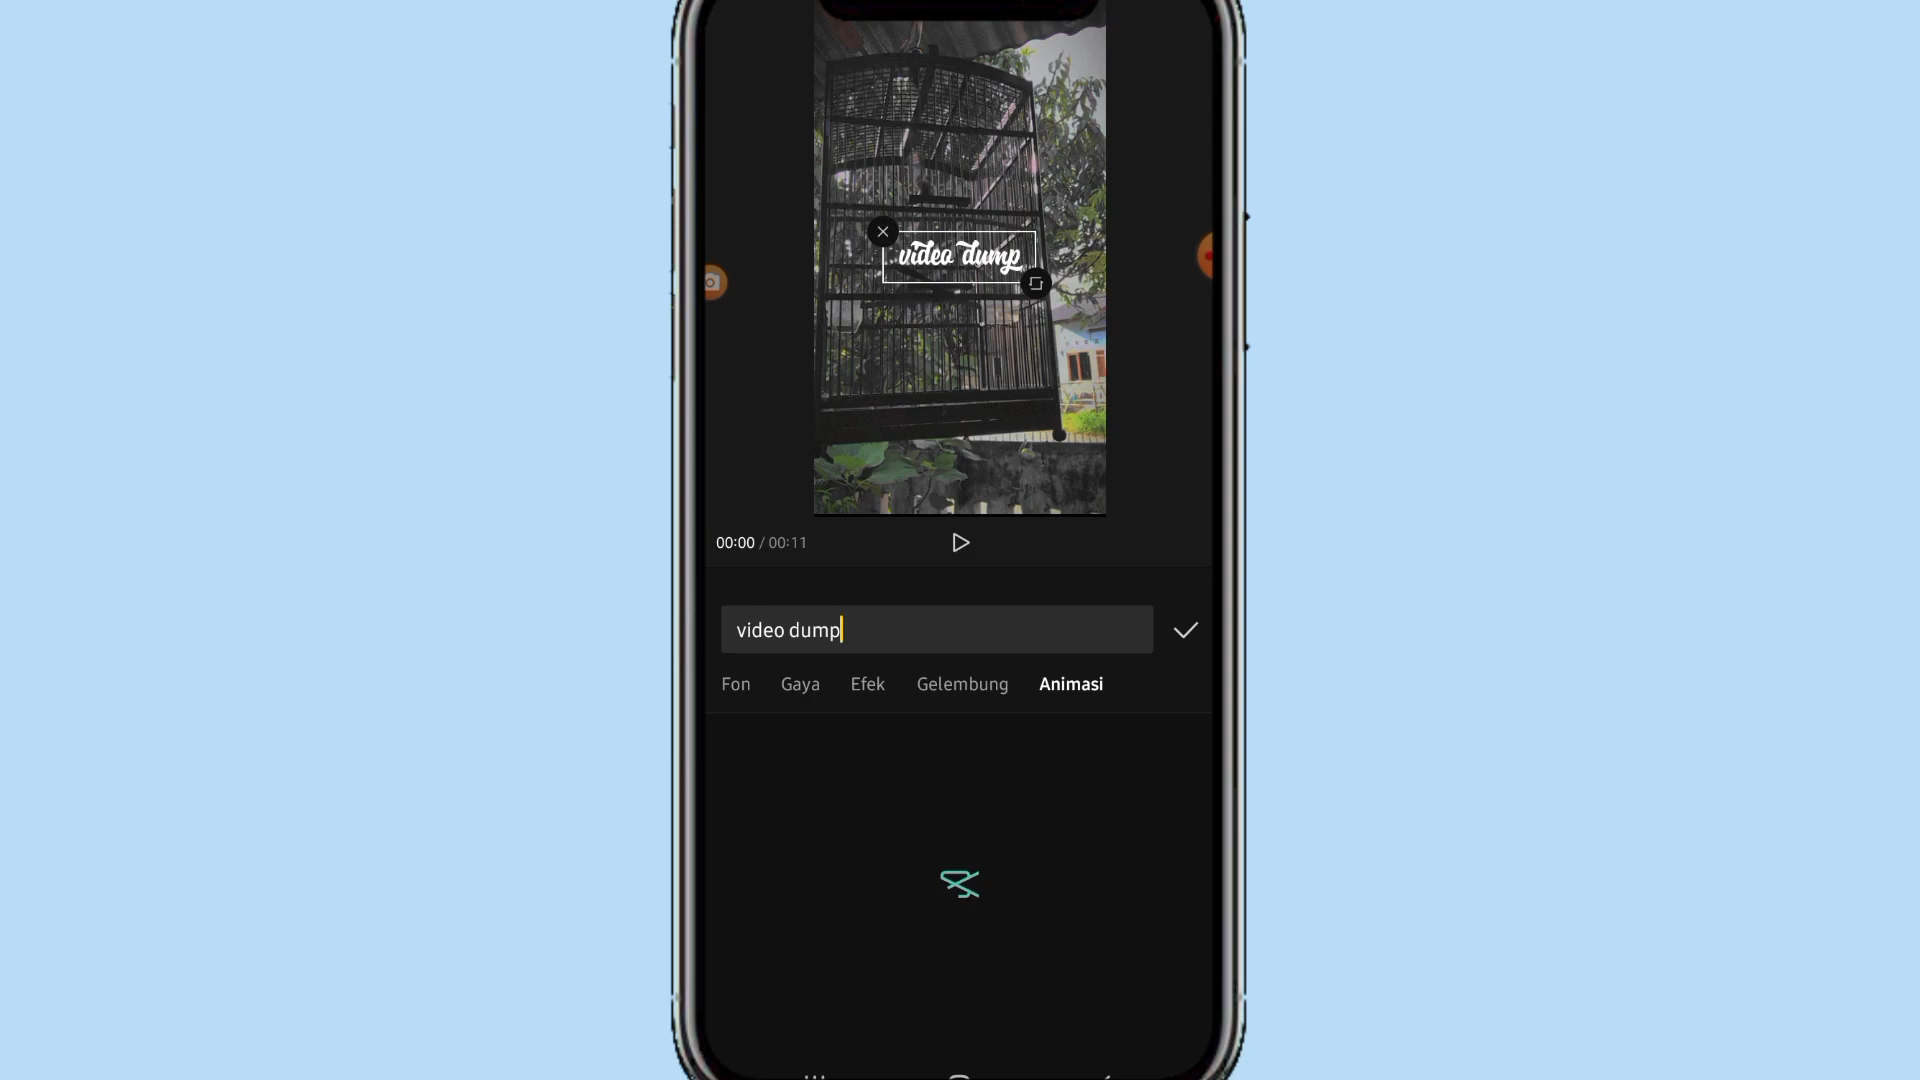 video dump
00:00 / 00:11
video dump
Fon Gaya Efek Gelembung Animasi